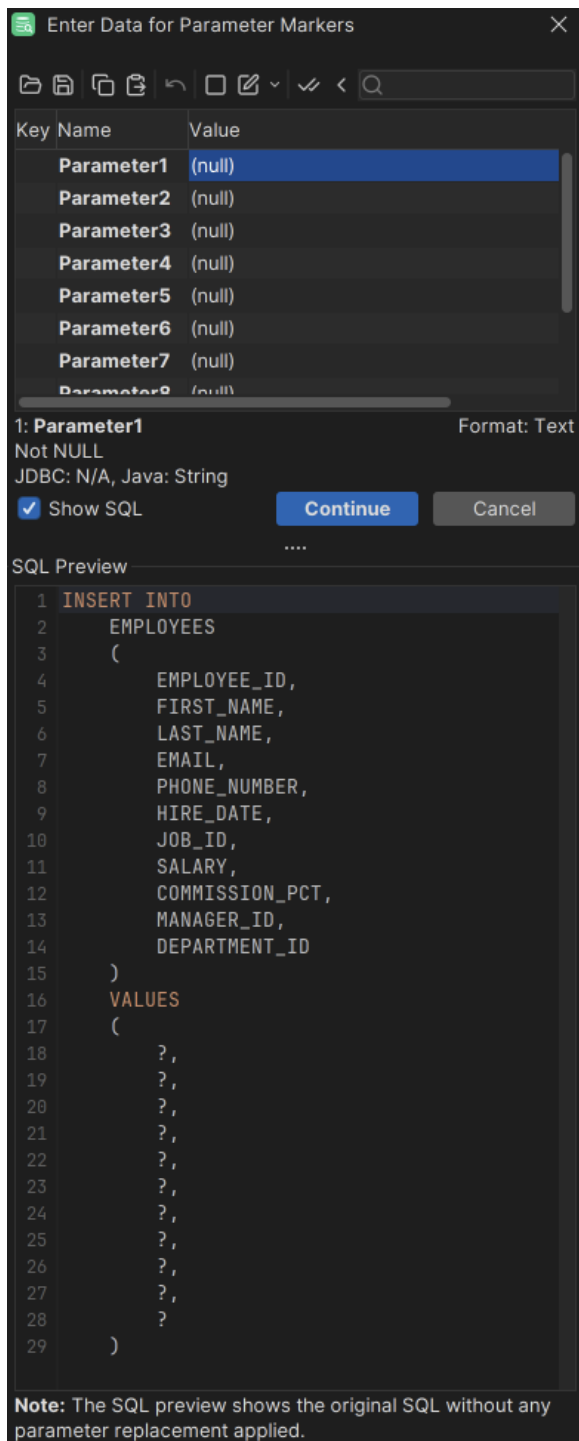 Enter Data for Parameter Markers
Key Name Value
Parameter1 (null)
Parameter2 (null)
Parameter3 (null)
Parameter4 (null)
Parameter5 (null)
Parameter6 (null)
Parameter7 (null)
Parameter8 (null)
1: Parameter1 Format: Text
Not NULL
JDBC: N/A, Java: String
Show SQL Continue Cancel
SQL Preview
1 INSERT INTO
2 EMPLOYEES
3 (
4 EMPLOYEE_ID,
5 FIRST_NAME,
6 LAST_NAME,
7 EMAIL,
8 PHONE_NUMBER,
9 HIRE_DATE,
10 JOB_ID,
11 SALARY,
12 COMMISSION_PCT,
13 MANAGER_ID,
14 DEPARTMENT_ID
15 )
16 VALUES
17 (
18 ?,
19 ?,
20 ?,
21 ?,
22 ?,
23 ?,
24 ?,
25 ?,
26 ?,
27 ?,
28 ?
29 )
Note: The SQL preview shows the original SQL without any
parameter replacement applied.